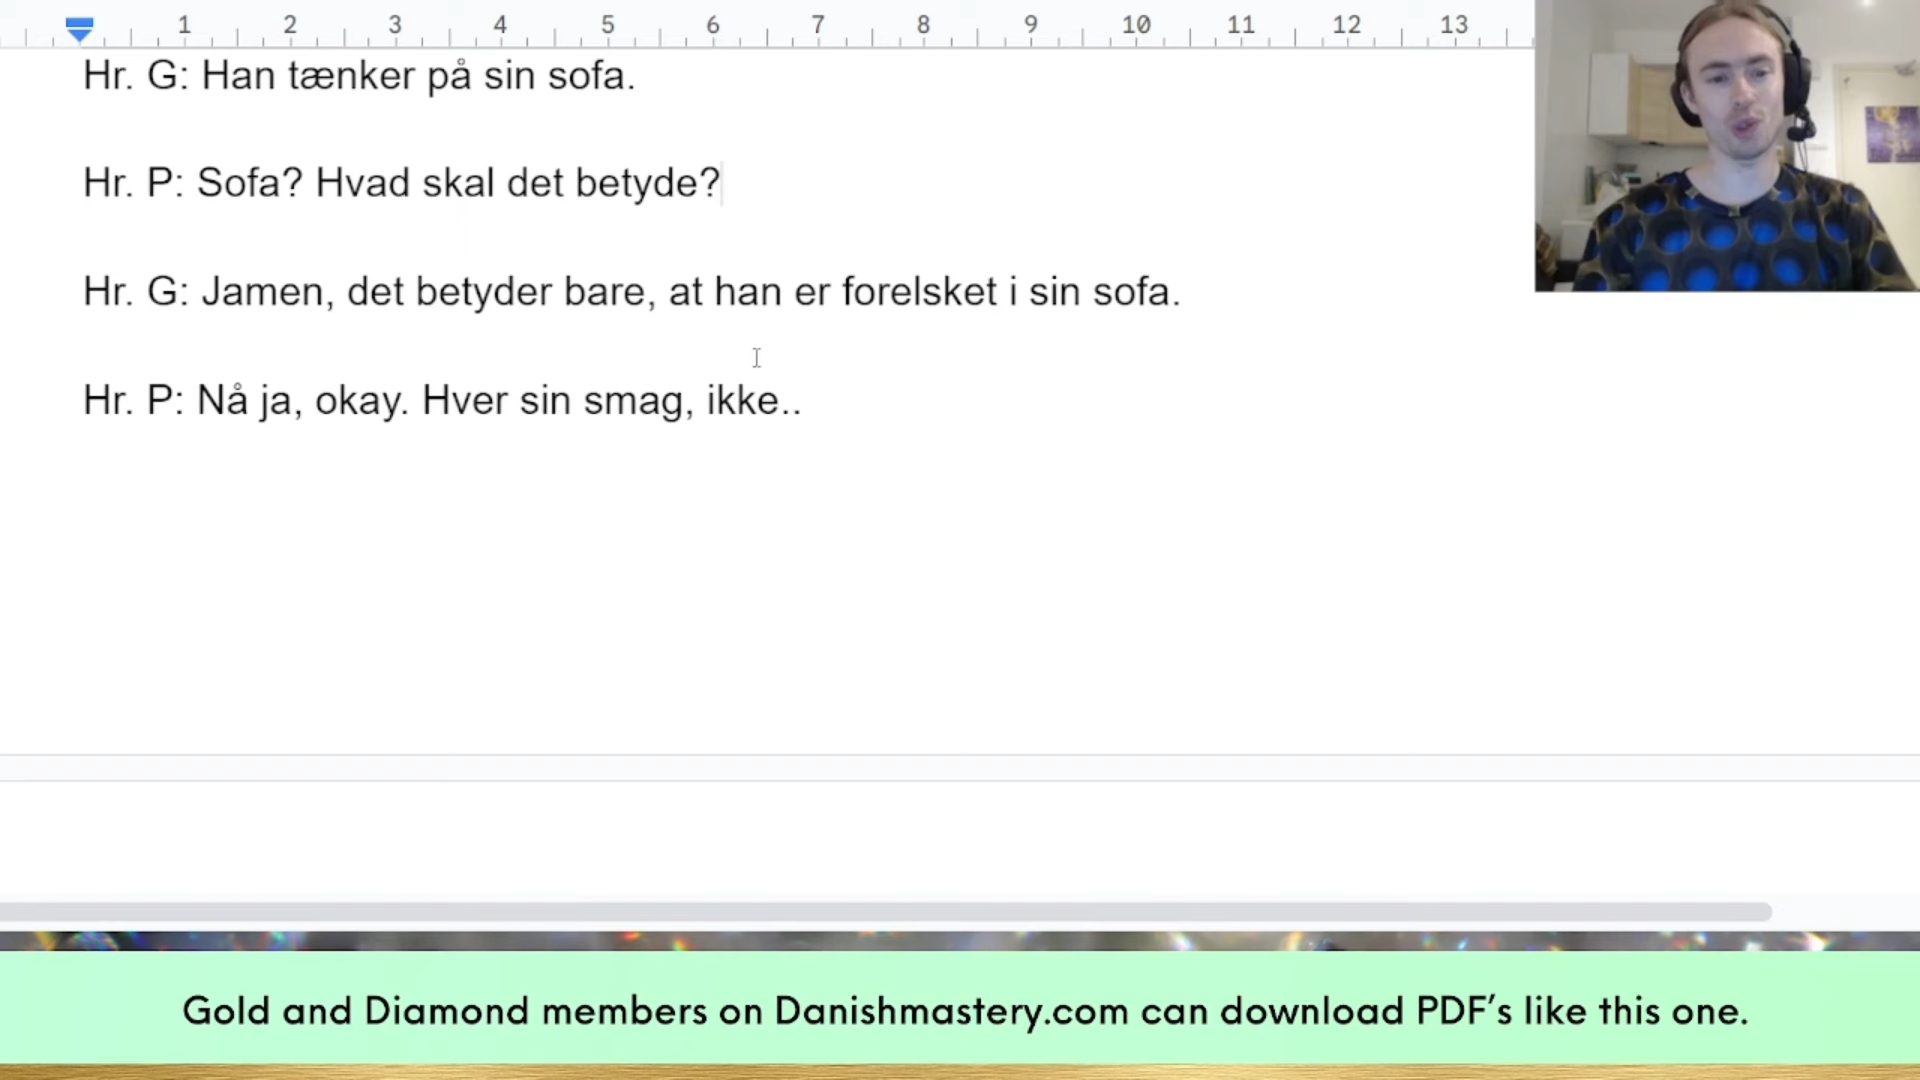 1 2 3 4 5 6 7 8 9 10 11 12 13
Hr. G: Han tænker på sin sofa.
Hr. P: Sofa? Hvad skal det betyde?
Hr. G: Jamen, det betyder bare, at han er forelsket i sin sofa.
Hr. P: Nå ja, okay. Hver sin smag, ikke..
Gold and Diamond members on Danishmastery.com can download PDF’s like this one.